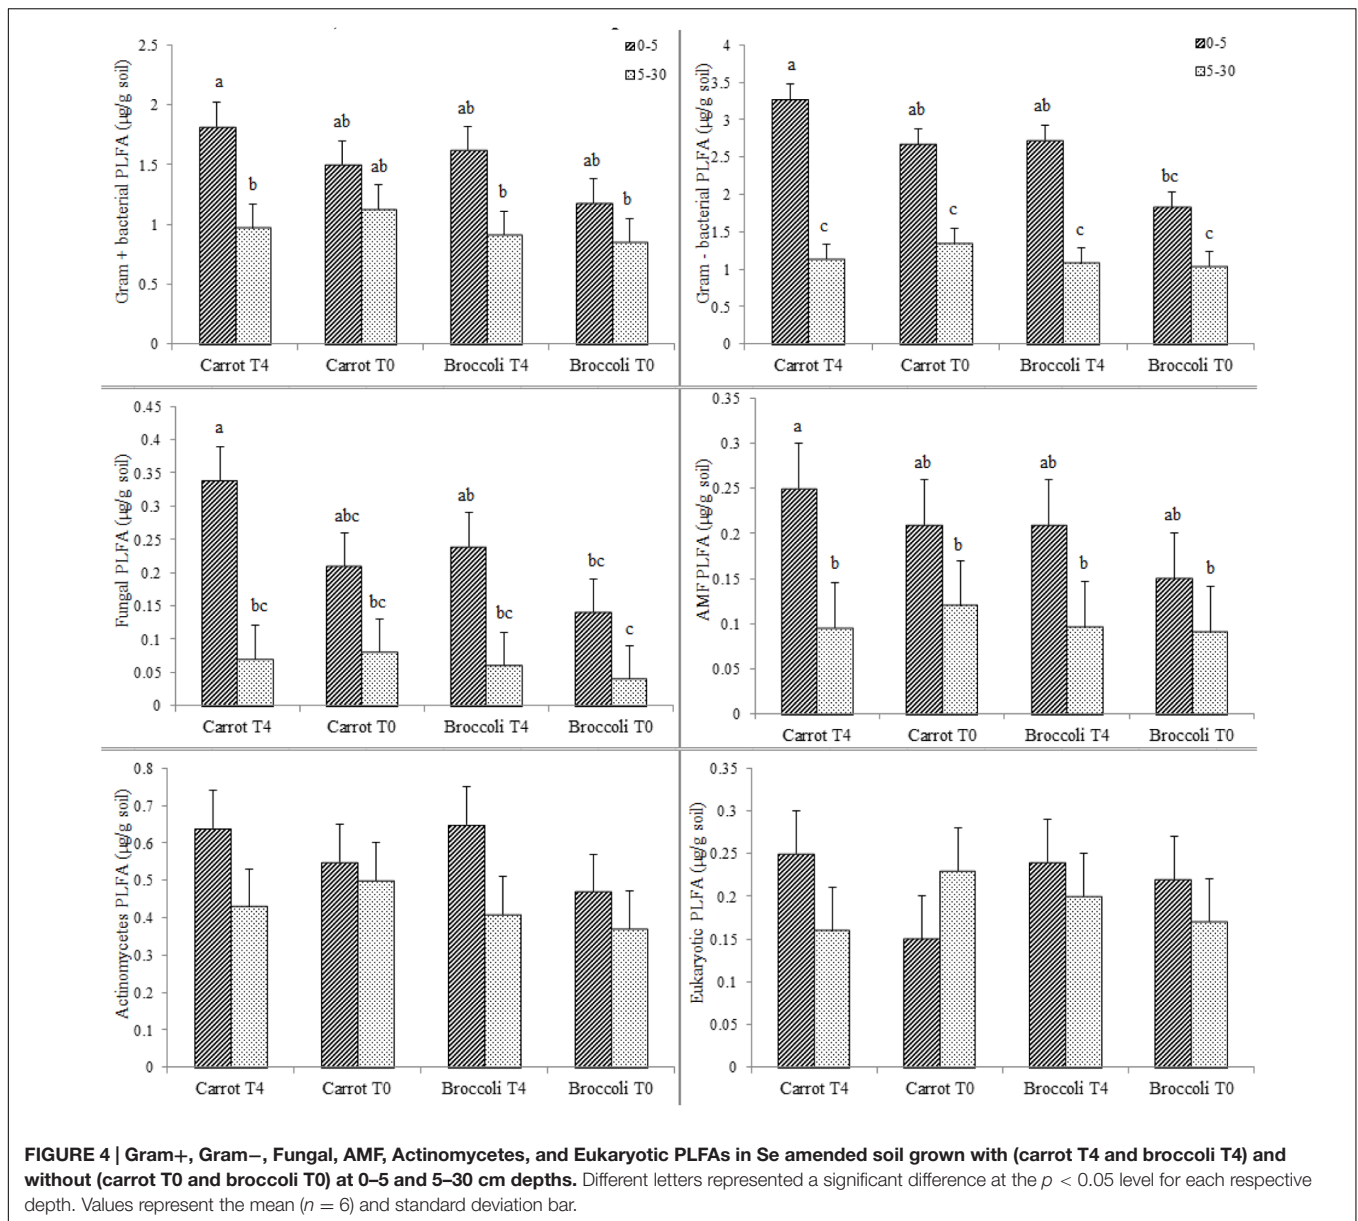 2.5
2
1.5
1
0.5
0
Gram + bacterial PLFA (µg/g soil)
0-5
5-30
a
b
ab
ab
ab
b
ab
b
Carrot T4 Carrot T0 Broccoli T4 Broccoli T0
4
3.5
3
2.5
2
1.5
1
0.5
0
Gram - bacterial PLFA (µg/g soil)
0-5
5-30
a
c
ab
c
ab
c
bc
c
Carrot T4 Carrot T0 Broccoli T4 Broccoli T0
0.45
0.4
0.35
0.3
0.25
0.2
0.15
0.1
0.05
0
Fungal PLFA (µg/g soil)
a
bc
abc
bc
ab
bc
bc
c
Carrot T4 Carrot T0 Broccoli T4 Broccoli T0
0.35
0.3
0.25
0.2
0.15
0.1
0.05
0
AMF PLFA (µg/g soil)
a
b
ab
b
ab
b
ab
b
Carrot T4 Carrot T0 Broccoli T4 Broccoli T0
0.8
0.7
0.6
0.5
0.4
0.3
0.2
0.1
0
Actinomycetes PLFA (µg/g soil)
Carrot T4 Carrot T0 Broccoli T4 Broccoli T0
0.35
0.3
0.25
0.2
0.15
0.1
0.05
0
Eukaryotic PLFA (µg/g soil)
Carrot T4 Carrot T0 Broccoli T4 Broccoli T0
FIGURE 4 | Gram+, Gram−, Fungal, AMF, Actinomycetes, and Eukaryotic PLFAs in Se amended soil grown with (carrot T4 and broccoli T4) and
without (carrot T0 and broccoli T0) at 0–5 and 5–30 cm depths. Different letters represented a significant difference at the p < 0.05 level for each respective
depth. Values represent the mean (n = 6) and standard deviation bar.